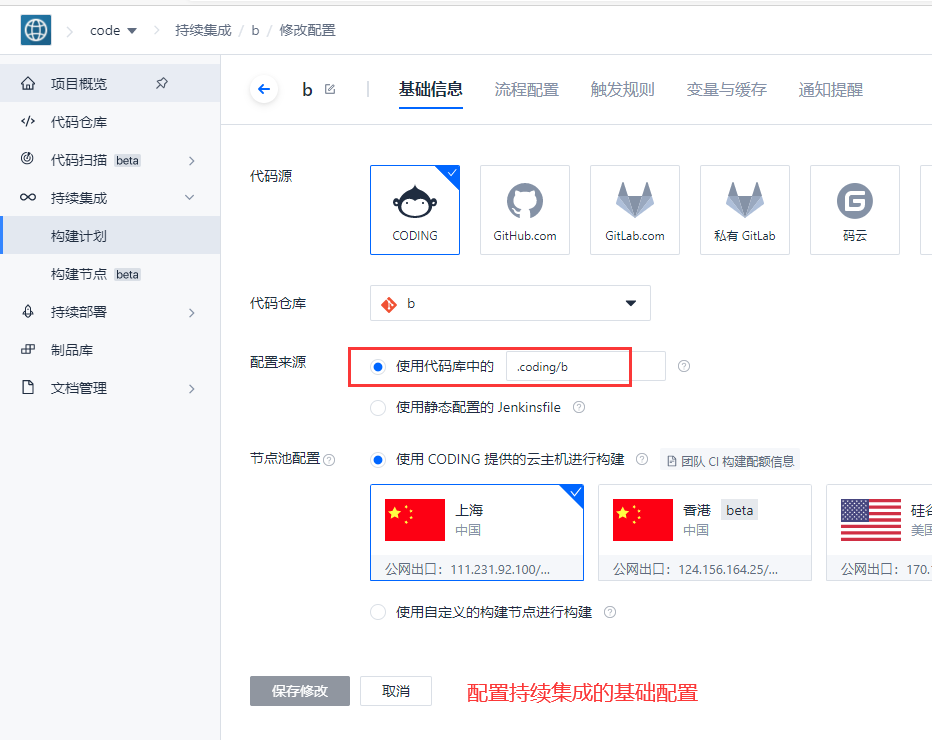 code 持续集成 / b / 修改配置
项目概览
代码仓库
代码扫描 beta
持续集成
构建计划
构建节点 beta
持续部署
制品库
文档管理
b 基础信息 流程配置 触发规则 变量与缓存 通知提醒
代码源
CODING GitHub.com GitLab.com 私有 GitLab 码云
代码仓库 b
配置来源 使用代码库中的 .coding/b
使用静态配置的 Jenkinsfile
节点池配置 使用 CODING 提供的云主机进行构建 团队 CI 构建配额信息
上海 香港 beta 硅谷
中国 中国 美国
公网出口：111.231.92.100/... 公网出口：124.156.164.25/... 公网出口：170.
使用自定义的构建节点进行构建
保存修改 取消 配置持续集成的基础配置